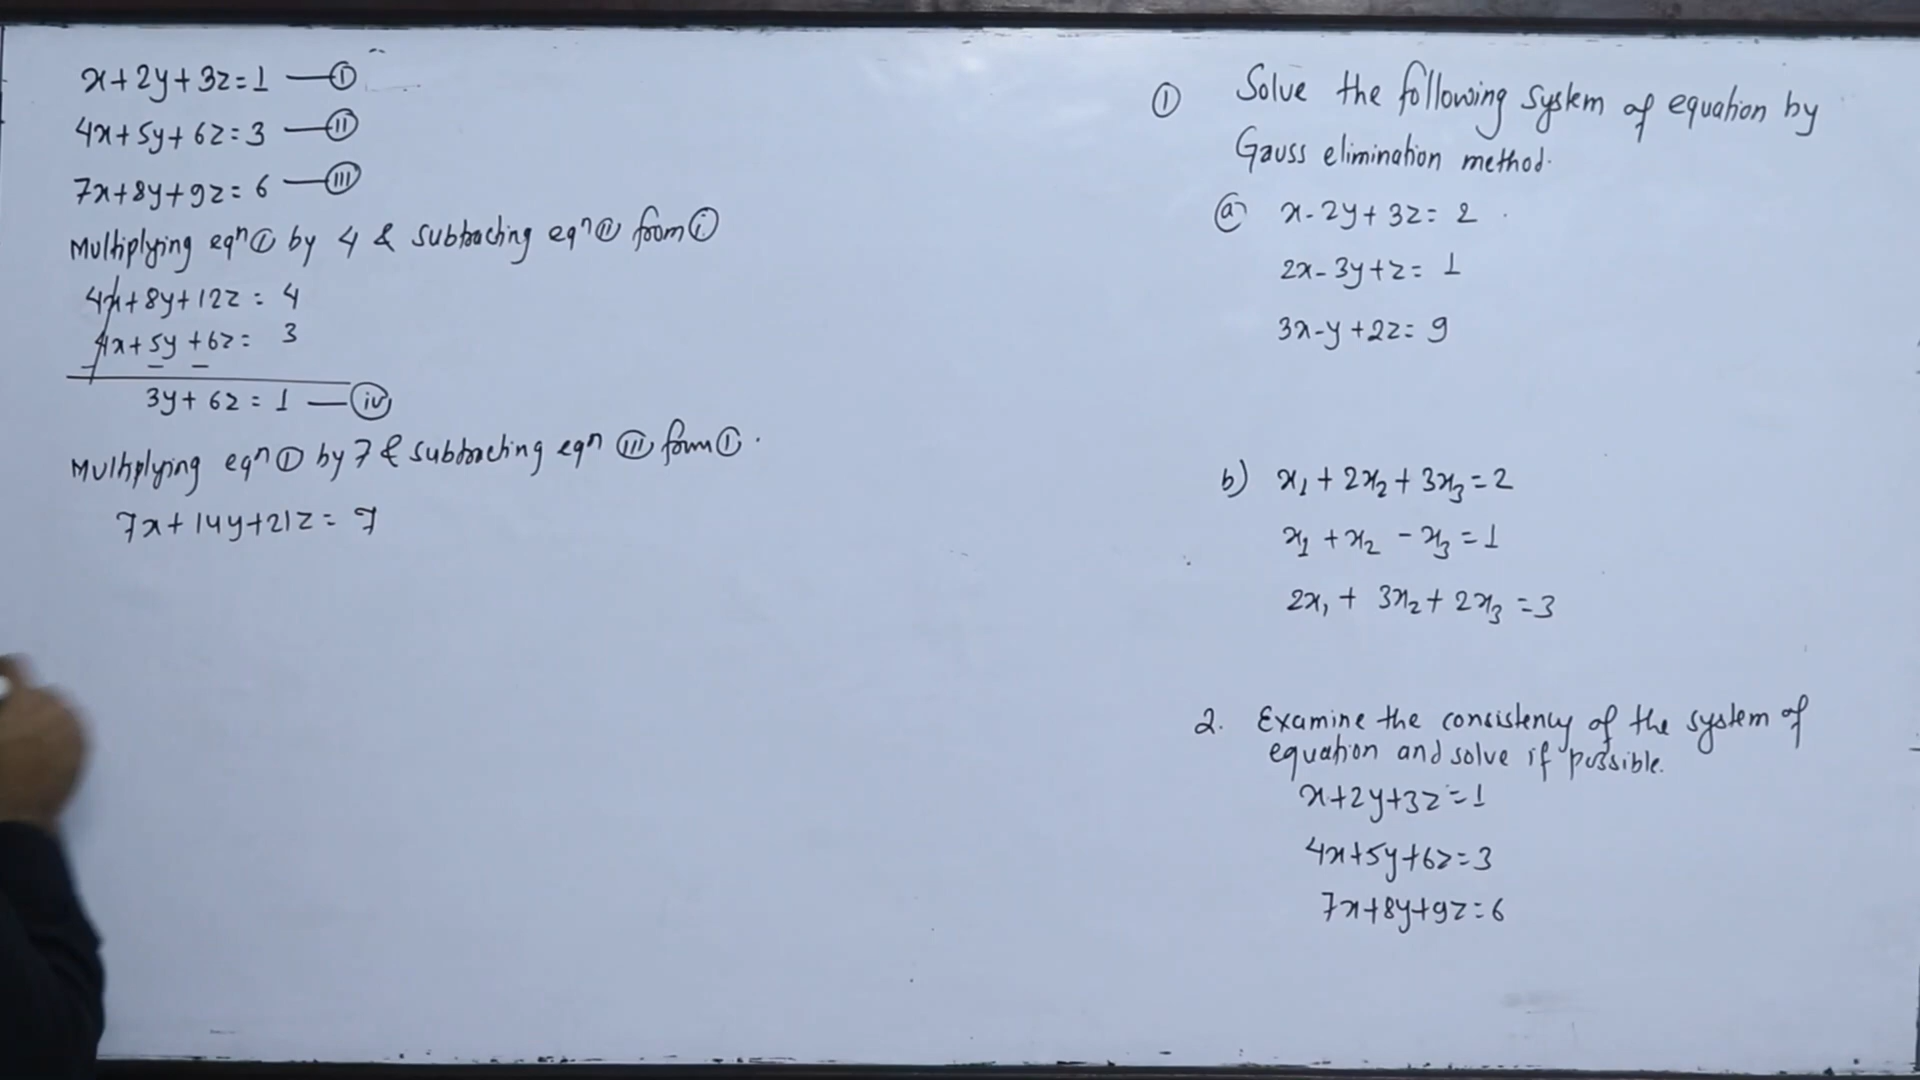 x+2y+3z=1 —Ⓘ
4x+5y+6z=3 —(II)
7x+8y+9z=6 —(III)
Multiplying eqⁿ Ⓘ by 4 & subtracting eqⁿ (II) from (i)
4x+8y+12z = 4
4x+5y+6z = 3
− − −
3y+6z = 1 —(iv)
Multiplying eqⁿ Ⓘ by 7 & subtracting eqⁿ (III) form Ⓘ.
7x+14y+21z = 7
① Solve the following system of equation by
Gauss elimination method.
ⓐ x-2y+3z= 2
2x-3y+z= 1
3x-y+2z= 9
b) x₁+2x₂+3x₃=2
x₁+x₂-x₃=1
2x₁+3x₂+2x₃=3
2. Examine the consistency of the system of
equation and solve if possible.
x+2y+3z=1
4x+5y+6z=3
7x+8y+9z=6